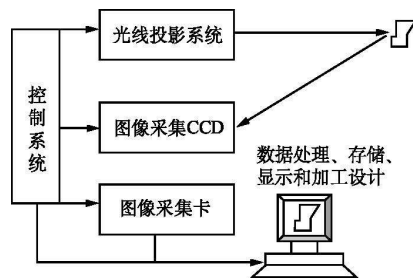 光线投影系统
控制系统
图像采集CCD
数据处理、存储、
显示和加工设计
图像采集卡